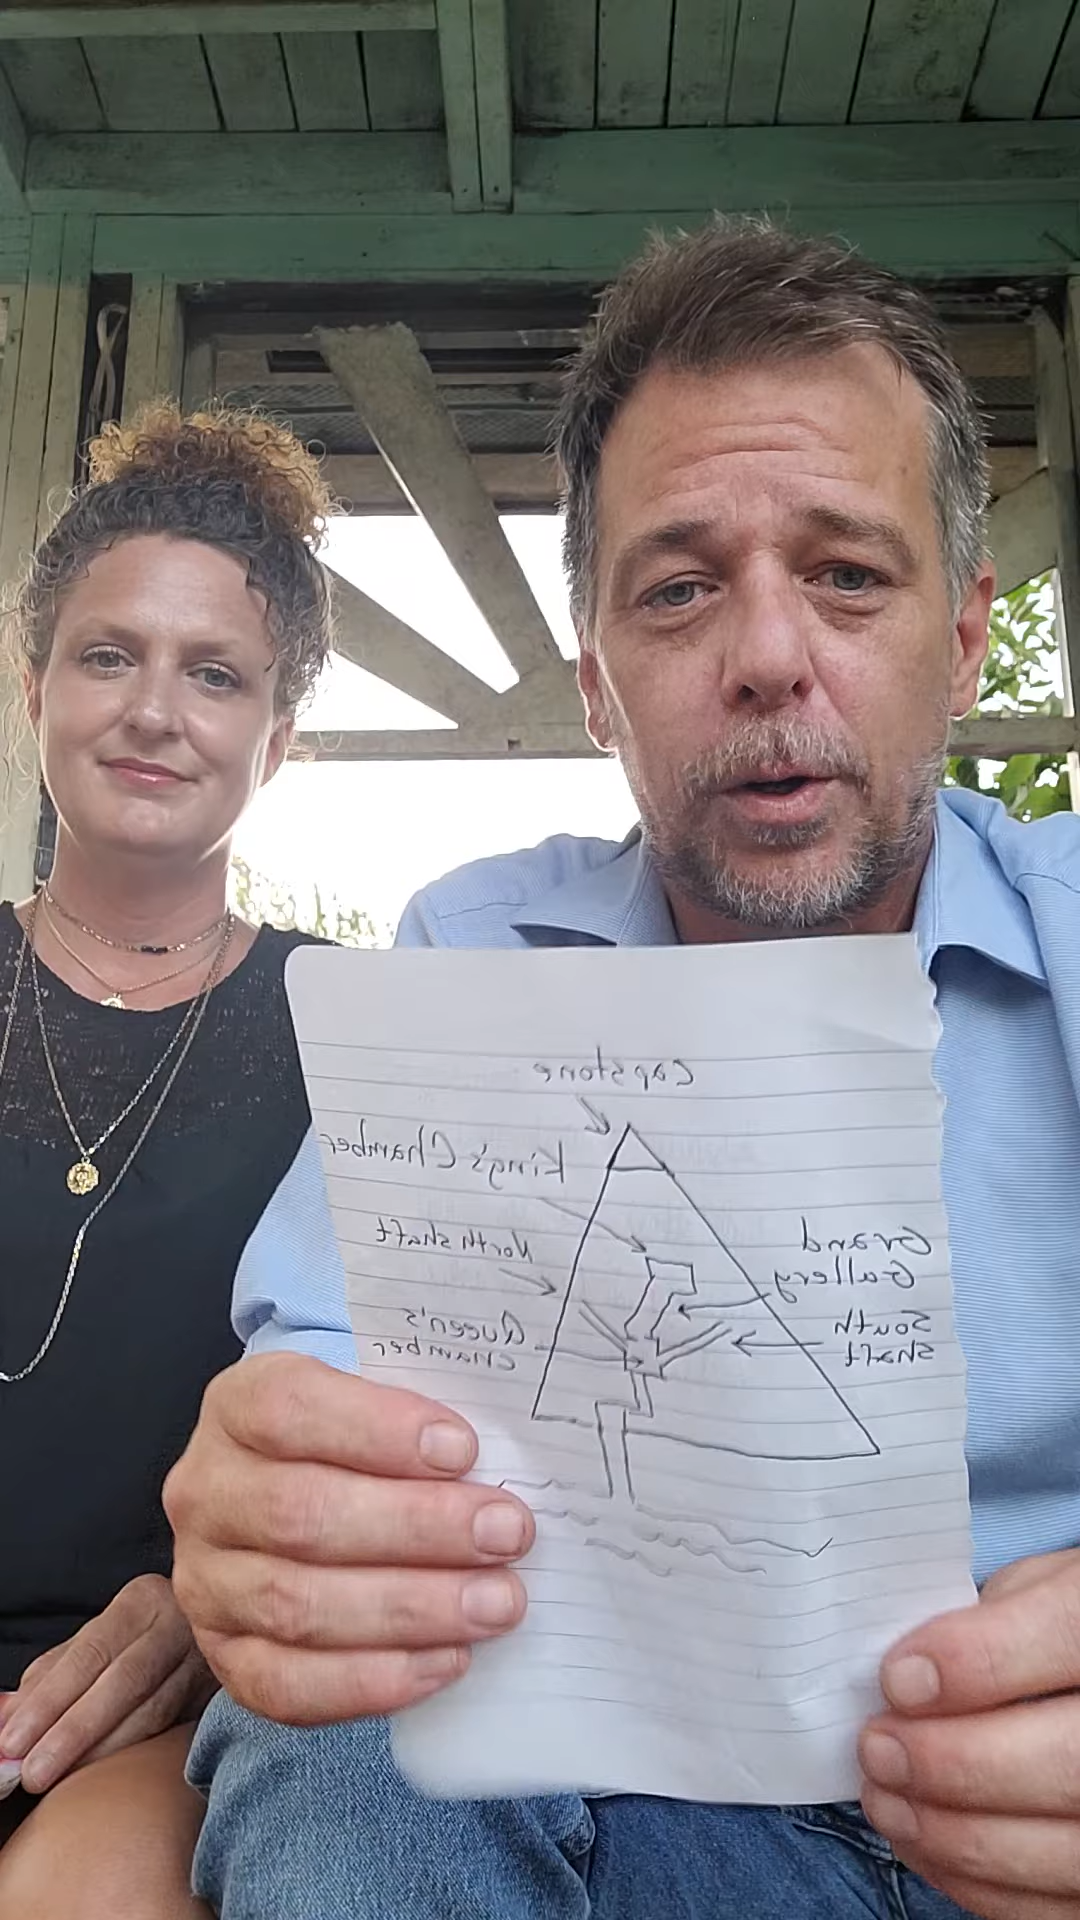 Capstone
King's Chamber
North shaft
Grand
Gallery
Queen's
chamber
South
shaft